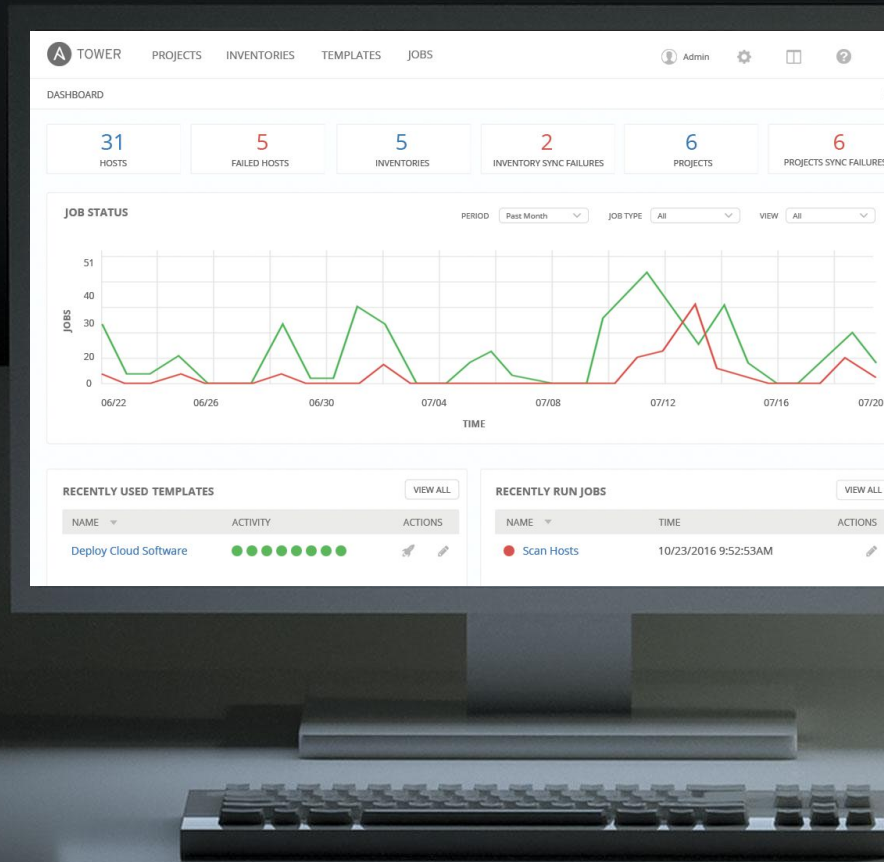 A TOWER PROJECTS INVENTORIES TEMPLATES JOBS Admin ?
DASHBOARD
31 5 5 2 6 6
HOSTS FAILED HOSTS INVENTORIES INVENTORY SYNC FAILURES PROJECTS PROJECTS SYNC FAILURES
JOB STATUS PERIOD Past Month JOB TYPE All VIEW All
51
40
30
20
0
JOBS
06/22 06/26 06/30 07/04 07/08 07/12 07/16 07/20
TIME
RECENTLY USED TEMPLATES VIEW ALL RECENTLY RUN JOBS VIEW ALL
NAME ACTIVITY ACTIONS NAME TIME ACTIONS
Deploy Cloud Software Scan Hosts 10/23/2016 9:52:53AM